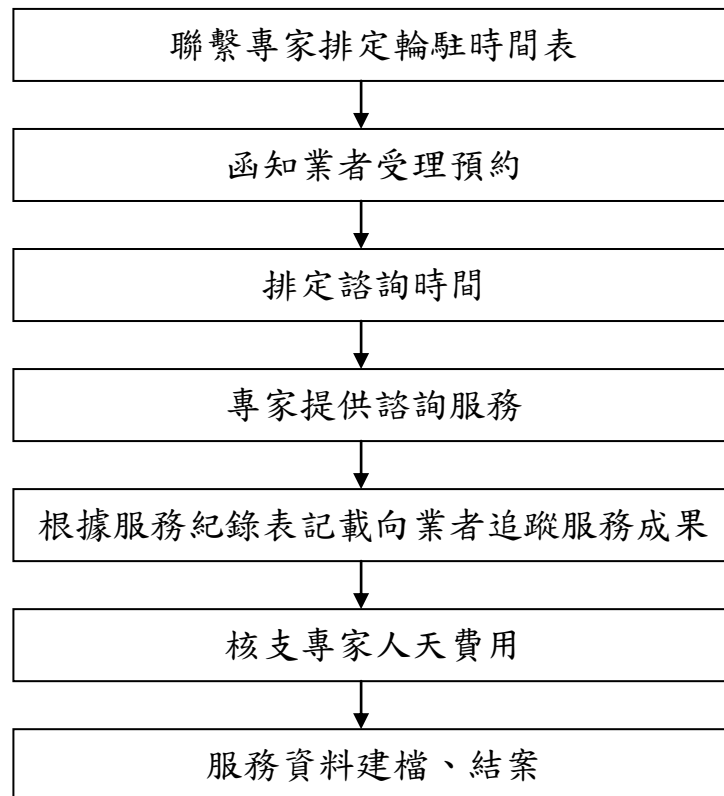 聯繫專家排定輪駐時間表
函知業者受理預約
排定諮詢時間
專家提供諮詢服務
根據服務紀錄表記載向業者追蹤服務成果
核支專家人天費用
服務資料建檔、結案